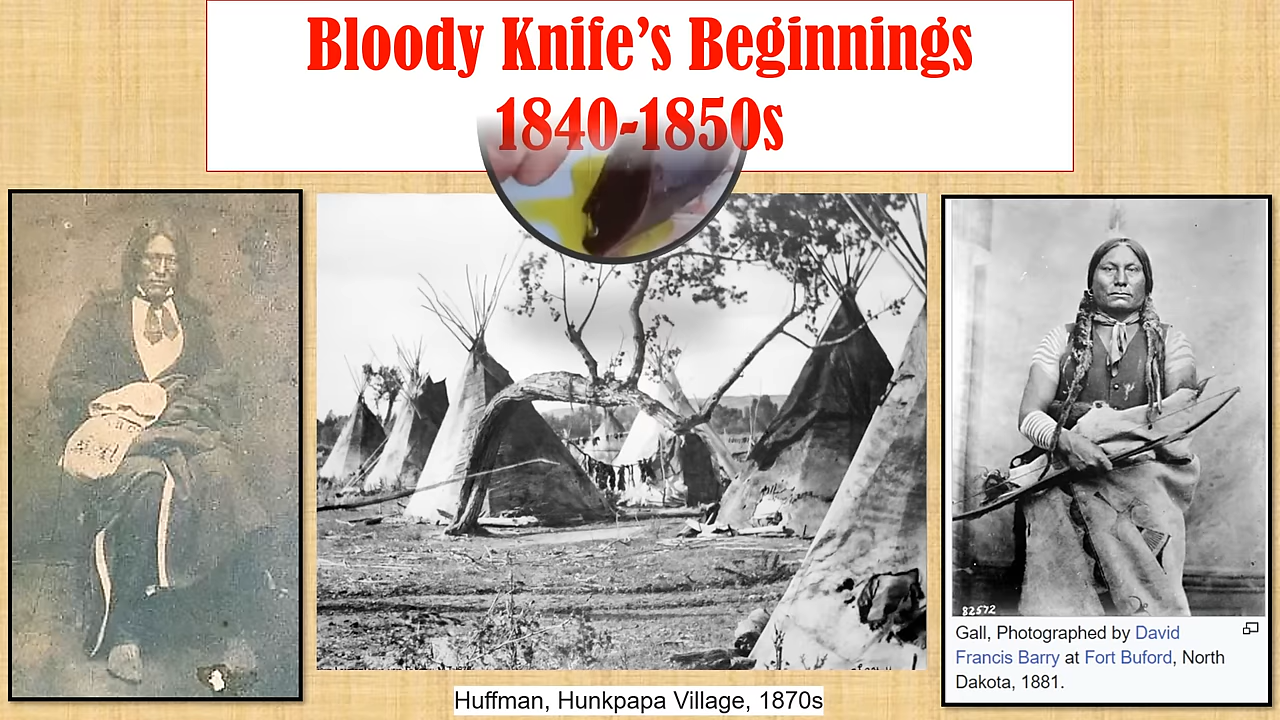 Bloody Knife's Beginnings
1840-1850s
82572
Gall, Photographed by David
Francis Barry at Fort Buford, North
Dakota, 1881.
Huffman, Hunkpapa Village, 1870s